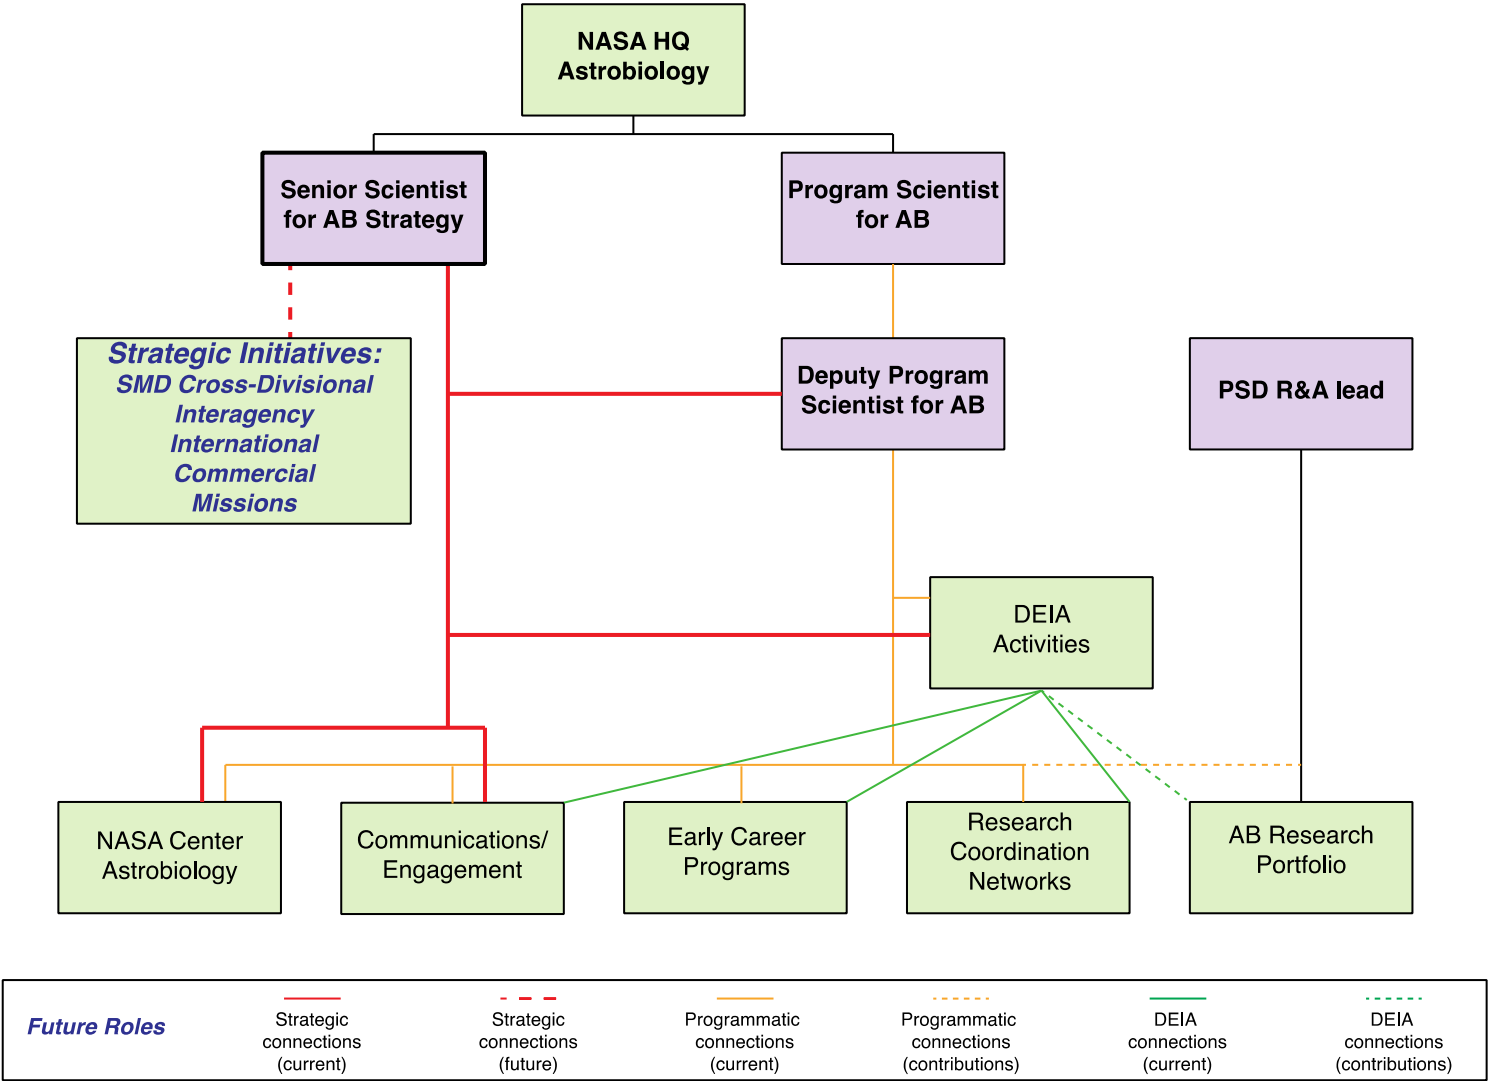 NASA HQ
Astrobiology
Senior Scientist
for AB Strategy
Program Scientist
for AB
Strategic Initiatives:
SMD Cross-Divisional
Interagency
International
Commercial
Missions
Deputy Program
Scientist for AB
PSD R&A lead
DEIA
Activities
NASA Center
Astrobiology
Communications/
Engagement
Early Career
Programs
Research
Coordination
Networks
AB Research
Portfolio
Future Roles
Strategic
connections
(current)
Strategic
connections
(future)
Programmatic
connections
(current)
Programmatic
connections
(contributions)
DEIA
connections
(current)
DEIA
connections
(contributions)